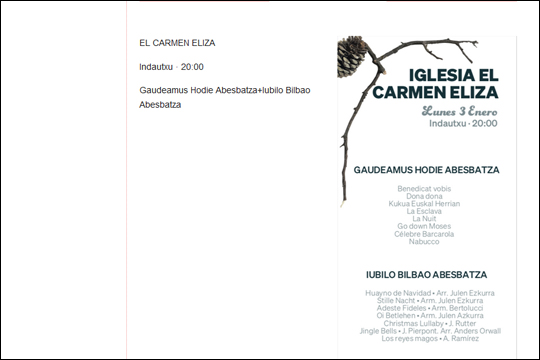 EL CARMEN ELIZA
Indautxu · 20:00
Gaudeamus Hodie Abesbatza+Iubilo Bilbao
Abesbatza
IGLESIA EL
CARMEN ELIZA
Lunes 3 Enero
Indautxu · 20:00
GAUDEAMUS HODIE ABESBATZA
Benedicat vobis
Dona dona
Kukua Euskal Herrian
La Esclava
La Nuit
Go down Moses
Célebre Barcarola
Nabucco
IUBILO BILBAO ABESBATZA
Huayno de Navidad • Arr. Julen Ezkurra
Stille Nacht • Arm. Julen Ezkurra
Adeste Fideles • Arm. Bertolucci
Oi Betlehen • Arm. Julen Azkurra
Christmas Lullaby • J. Rutter
Jingle Bells • J. Pierpont. Arr. Anders Orwall
Los reyes magos • A. Ramírez